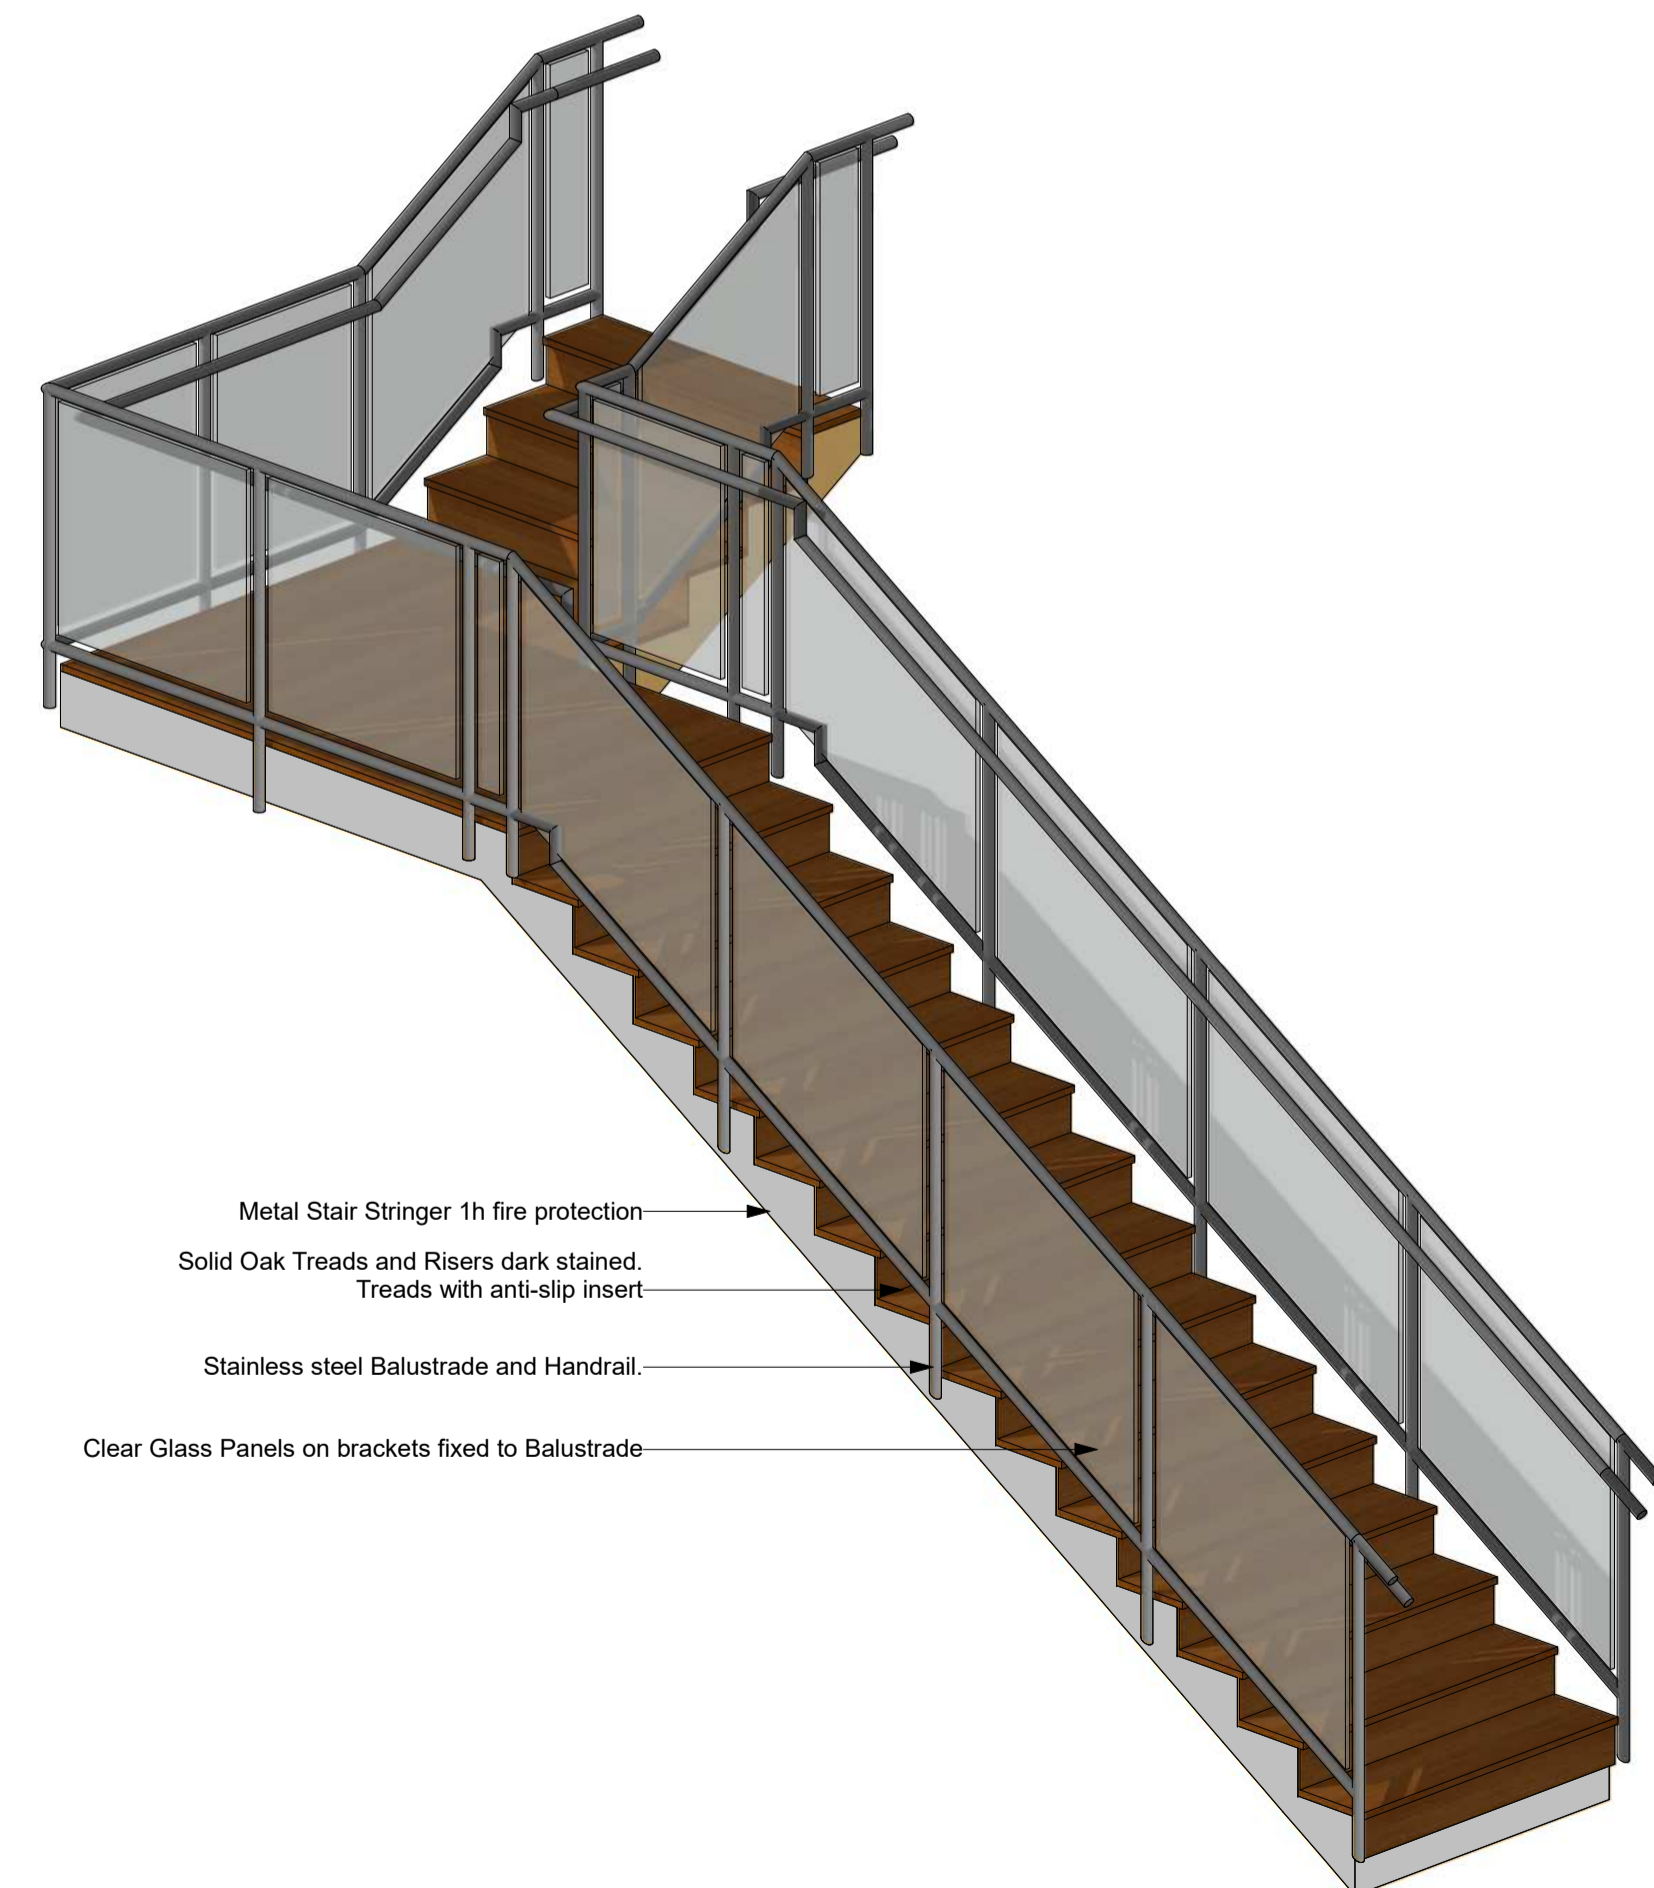 Metal Stair Stringer 1h fire protection
Solid Oak Treads and Risers dark stained.
Treads with anti-slip insert
Stainless steel Balustrade and Handrail.
Clear Glass Panels on brackets fixed to Balustrade